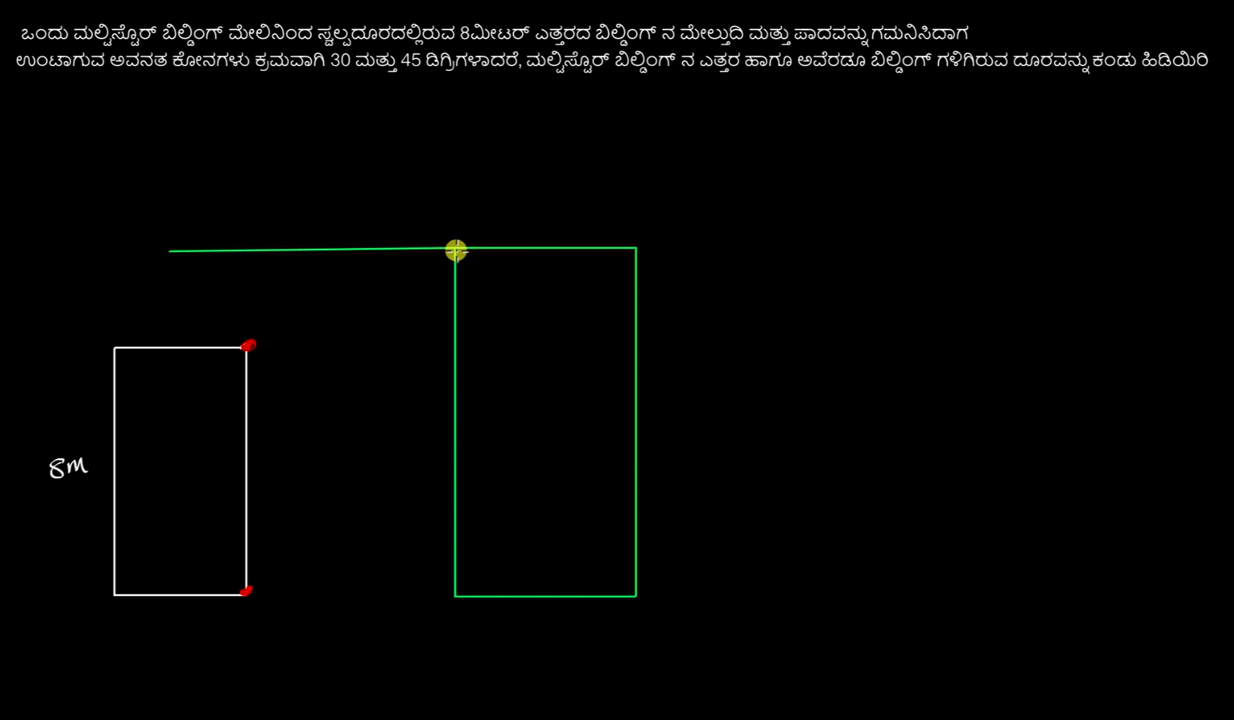 ಒಂದು ಮಲ್ಟಿಸ್ಟೊರ್ ಬಿಲ್ಡಿಂಗ್ ಮೇಲಿನಿಂದ ಸ್ವಲ್ಪದೂರದಲ್ಲಿರುವ 8ಮೀಟರ್ ಎತ್ತರದ ಬಿಲ್ಡಿಂಗ್ ನ ಮೇಲ್ತುದಿ ಮತ್ತು ಪಾದವನ್ನು ಗಮನಿಸಿದಾಗ
ಉಂಟಾಗುವ ಅವನತ ಕೋನಗಳು ಕ್ರಮವಾಗಿ 30 ಮತ್ತು 45 ಡಿಗ್ರಿಗಳಾದರೆ, ಮಲ್ಟಿಸ್ಟೊರ್ ಬಿಲ್ಡಿಂಗ್ ನ ಎತ್ತರ ಹಾಗೂ ಅವೆರಡೂ ಬಿಲ್ಡಿಂಗ್ ಗಳಿಗಿರುವ ದೂರವನ್ನು ಕಂಡು ಹಿಡಿಯಿರಿ
8m